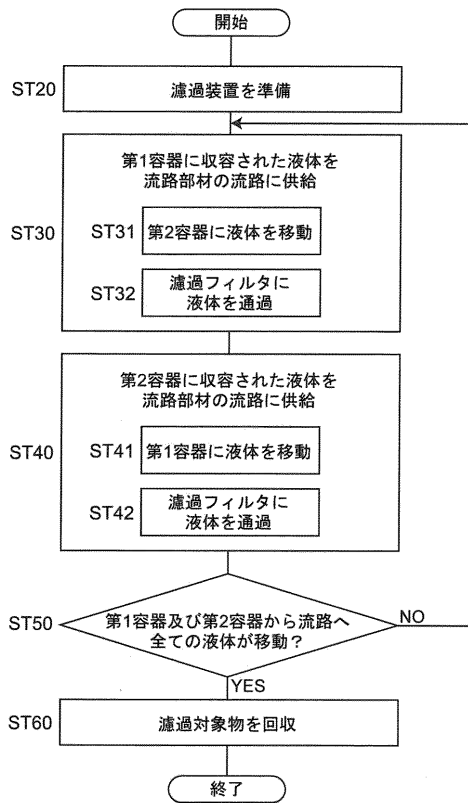 開始
ST20
濾過装置を準備
ST30
第1容器に収容された液体を
流路部材の流路に供給
ST31
第2容器に液体を移動
ST32
濾過フィルタに
液体を通過
ST40
第2容器に収容された液体を
流路部材の流路に供給
ST41
第1容器に液体を移動
ST42
濾過フィルタに
液体を通過
ST50
第1容器及び第2容器から流路へ
全ての液体が移動？
NO
YES
ST60
濾過対象物を回収
終了